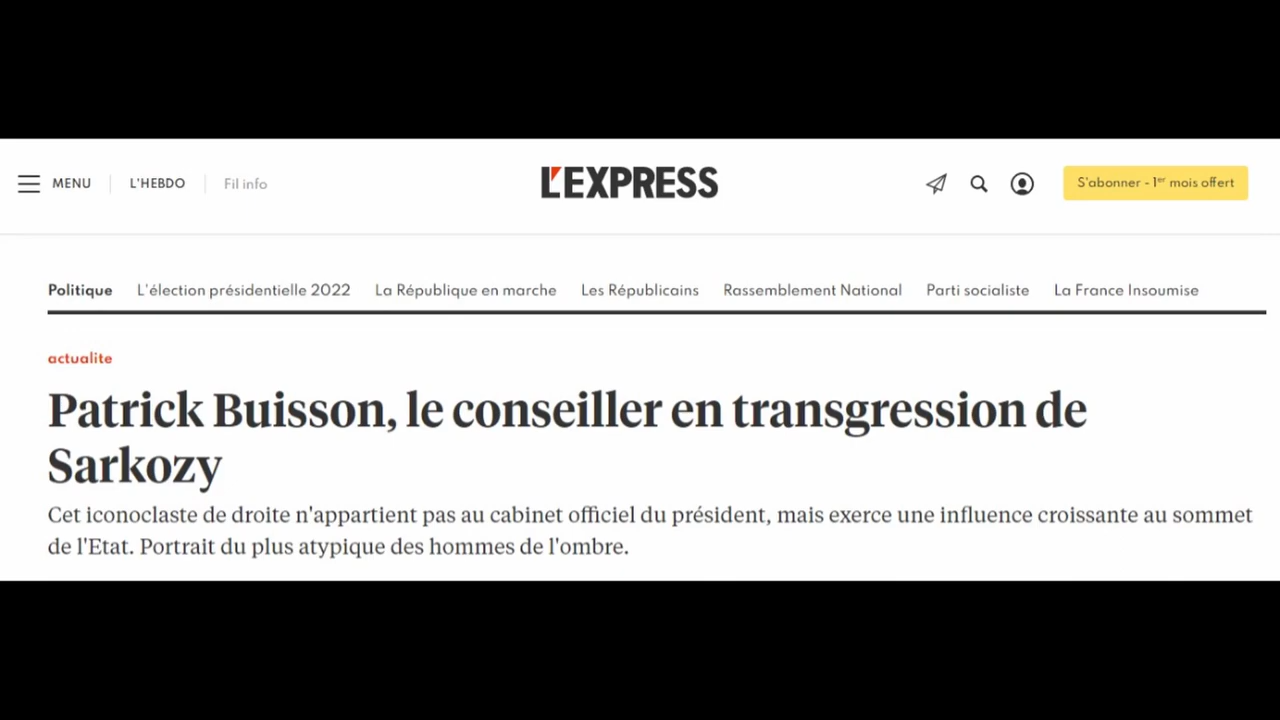 MENU
L'HEBDO
Fil info
L'EXPRESS
S'abonner - 1er mois offert
Politique L'élection présidentielle 2022 La République en marche Les Républicains Rassemblement National Parti socialiste La France Insoumise
actualite
Patrick Buisson, le conseiller en transgression de
Sarkozy
Cet iconoclaste de droite n'appartient pas au cabinet officiel du président, mais exerce une influence croissante au sommet
de l'Etat. Portrait du plus atypique des hommes de l'ombre.